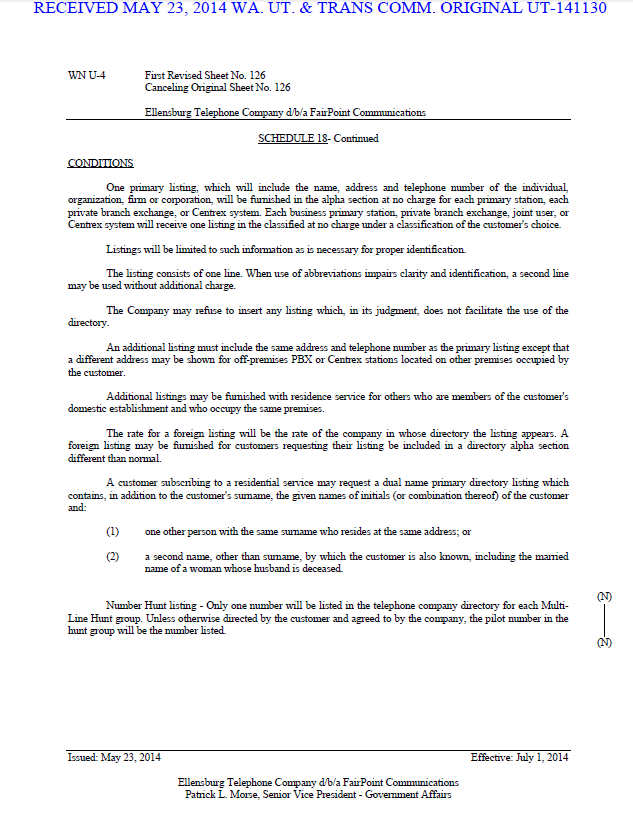 RECEIVED MAY 23, 2014 WA. UT. & TRANS COMM. ORIGINAL UT-141130
WN U-4 First Revised Sheet No. 126
Canceling Original Sheet No. 126
Ellensburg Telephone Company d/b/a FairPoint Communications
SCHEDULE 18- Continued
CONDITIONS
One primary listing, which will include the name, address and telephone number of the individual,
organization, firm or corporation, will be furnished in the alpha section at no charge for each primary station, each
private branch exchange, or Centrex system. Each business primary station, private branch exchange, joint user, or
Centrex system will receive one listing in the classified at no charge under a classification of the customer's choice.
Listings will be limited to such information as is necessary for proper identification.
The listing consists of one line. When use of abbreviations impairs clarity and identification, a second line
may be used without additional charge.
The Company may refuse to insert any listing which, in its judgment, does not facilitate the use of the
directory.
An additional listing must include the same address and telephone number as the primary listing except that
a different address may be shown for off-premises PBX or Centrex stations located on other premises occupied by
the customer.
Additional listings may be furnished with residence service for others who are members of the customer's
domestic establishment and who occupy the same premises.
The rate for a foreign listing will be the rate of the company in whose directory the listing appears. A
foreign listing may be furnished for customers requesting their listing be included in a directory alpha section
different than normal.
A customer subscribing to a residential service may request a dual name primary directory listing which
contains, in addition to the customer's surname, the given names of initials (or combination thereof) of the customer
and:
(1) one other person with the same surname who resides at the same address; or
(2) a second name, other than surname, by which the customer is also known, including the married
name of a woman whose husband is deceased.
(N)
Number Hunt listing - Only one number will be listed in the telephone company directory for each Multi-
Line Hunt group. Unless otherwise directed by the customer and agreed to by the company, the pilot number in the
hunt group will be the number listed.
(N)
Issued: May 23, 2014 Effective: July 1, 2014
Ellensburg Telephone Company d/b/a FairPoint Communications
Patrick L. Morse, Senior Vice President - Government Affairs